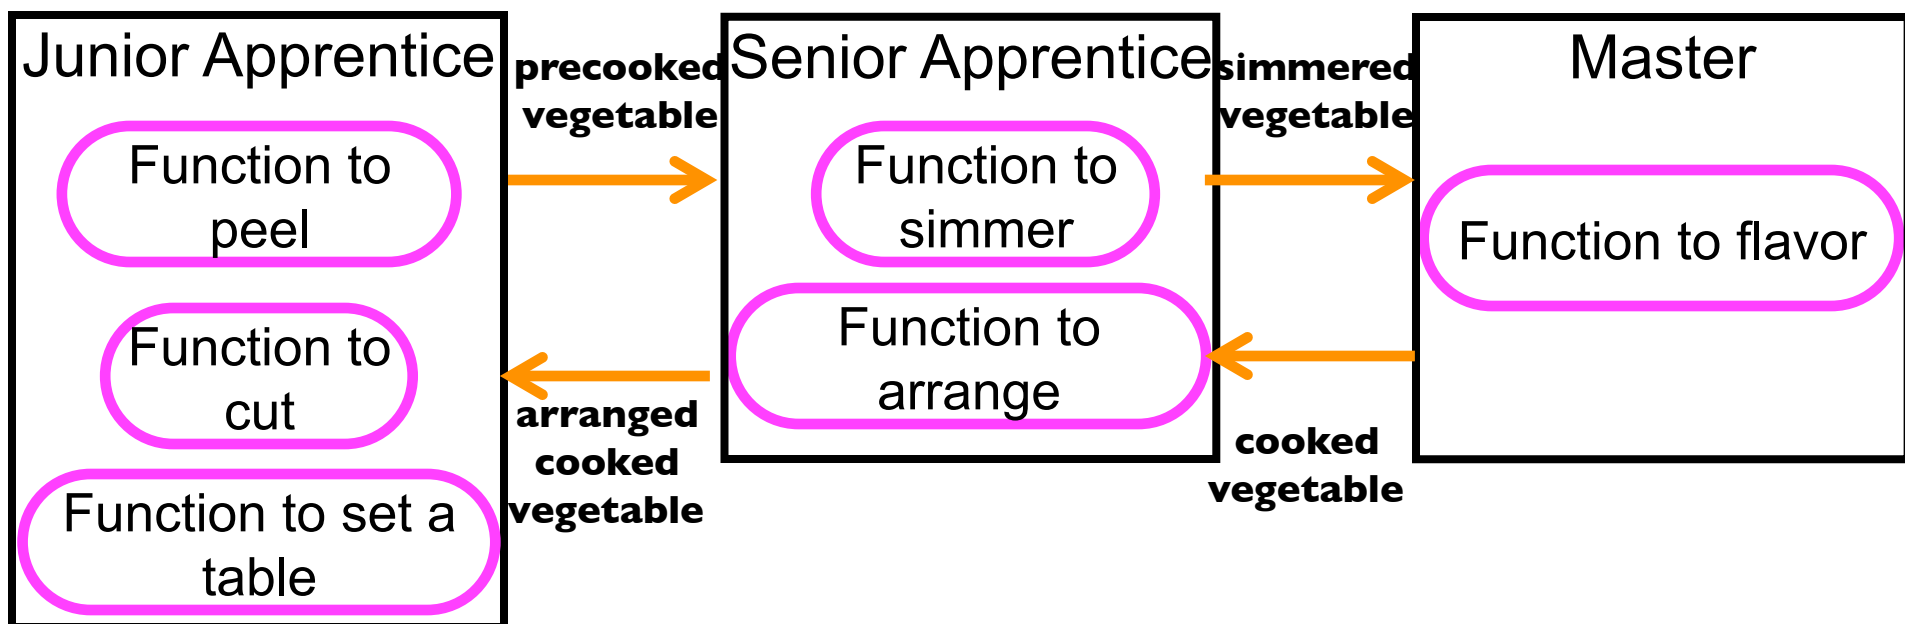 Junior Apprentice
Function to
peel
Function to
cut
Function to set a
table
precooked
vegetable
arranged
cooked
vegetable
Senior Apprentice
Function to
simmer
Function to
arrange
simmered
vegetable
cooked
vegetable
Master
Function to flavor